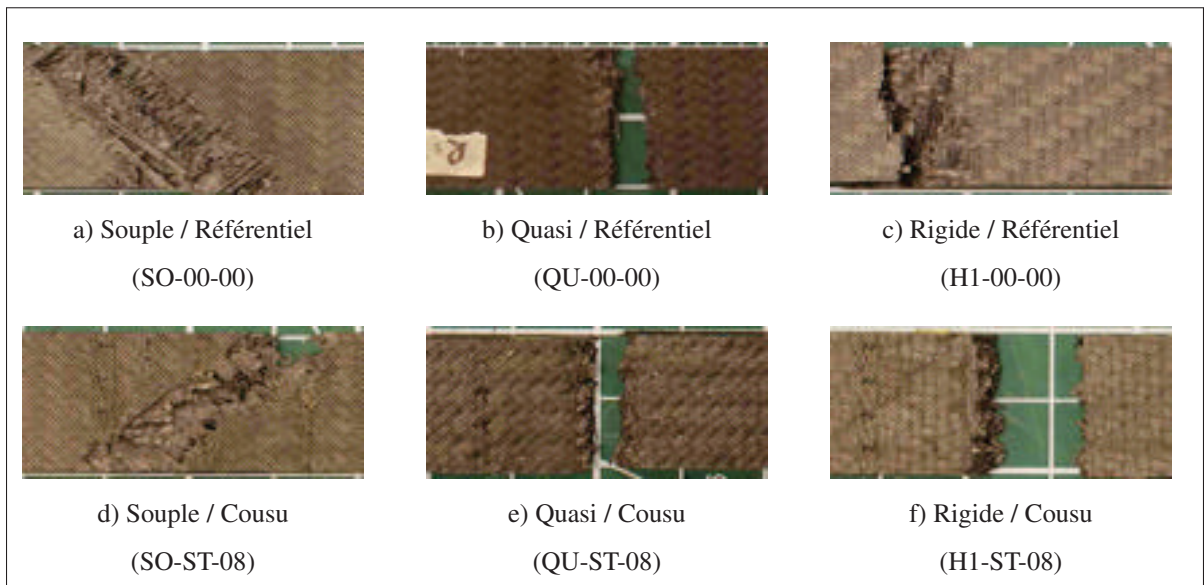 a) Souple / Référentiel
(SO-00-00)
b) Quasi / Référentiel
(QU-00-00)
c) Rigide / Référentiel
(H1-00-00)
d) Souple / Cousu
(SO-ST-08)
e) Quasi / Cousu
(QU-ST-08)
f) Rigide / Cousu
(H1-ST-08)